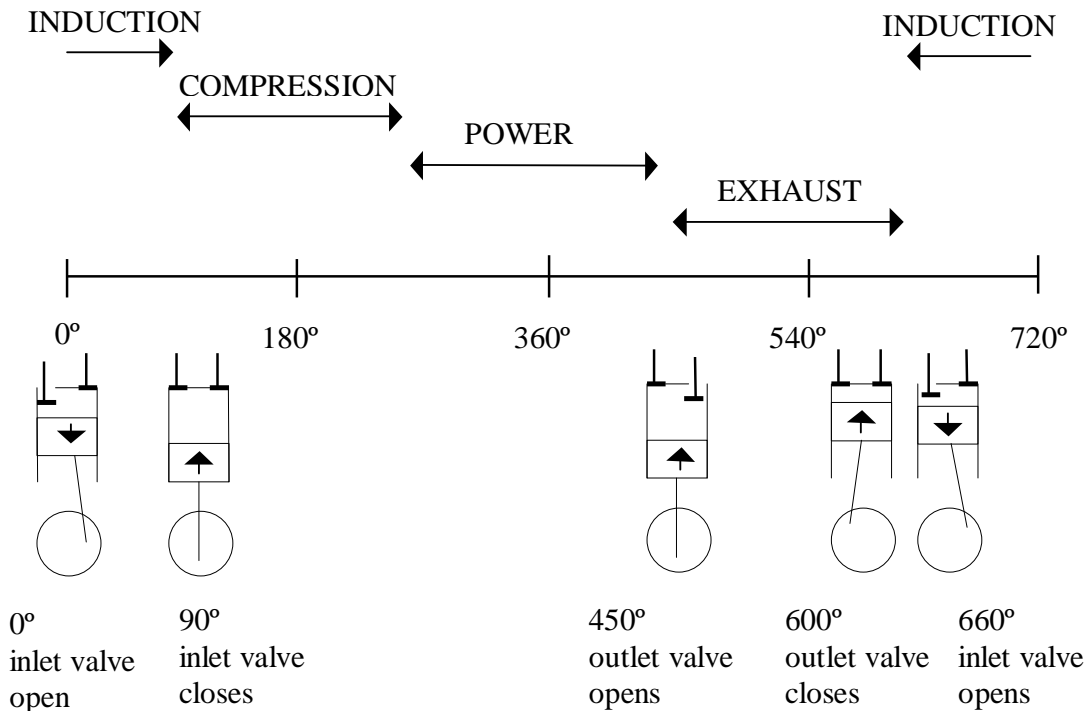 INDUCTION
INDUCTION
COMPRESSION
POWER
EXHAUST
0º
180º
360º
540º
720º
0º
inlet valve
open
90º
inlet valve
closes
450º
outlet valve
opens
600º
outlet valve
closes
660º
inlet valve
opens